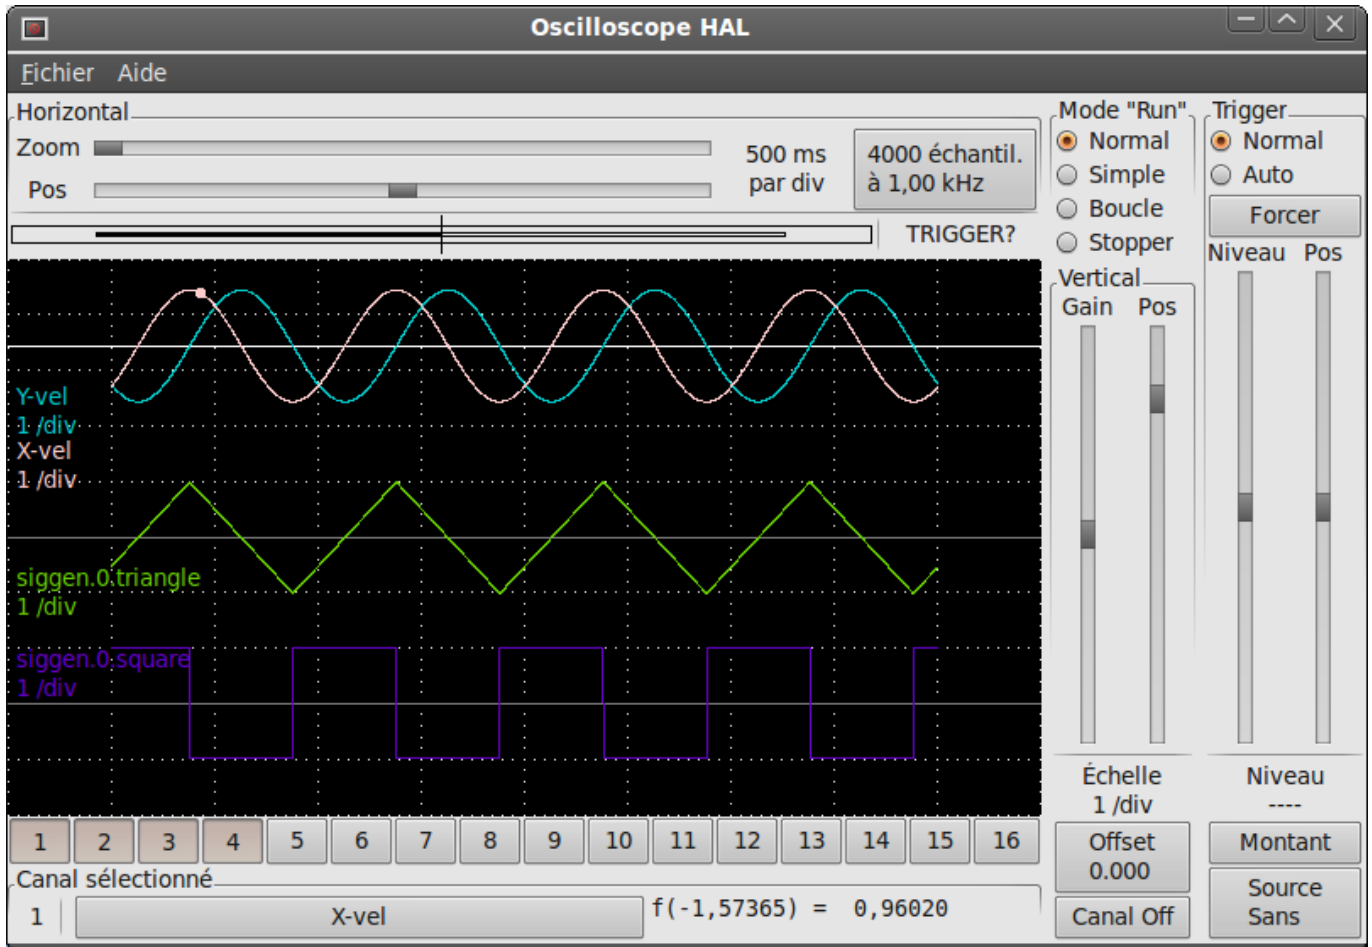 Oscilloscope HAL
Fichier Aide
Horizontal
Zoom
Pos
500 ms
par div
4000 échantil.
à 1,00 kHz
TRIGGER?
Mode "Run"
Normal
Simple
Boucle
Stopper
Trigger
Normal
Auto
Forcer
Niveau Pos
Vertical
Gain Pos
Y-vel
1 /div
X-vel
1 /div
siggen.0.triangle
1 /div
siggen.0.square
1 /div
Échelle
1 /div
Offset
0.000
Canal Off
Niveau
----
Montant
Source
Sans
1 2 3 4 5 6 7 8 9 10 11 12 13 14 15 16
Canal sélectionné
1 X-vel f(-1,57365) = 0,96020